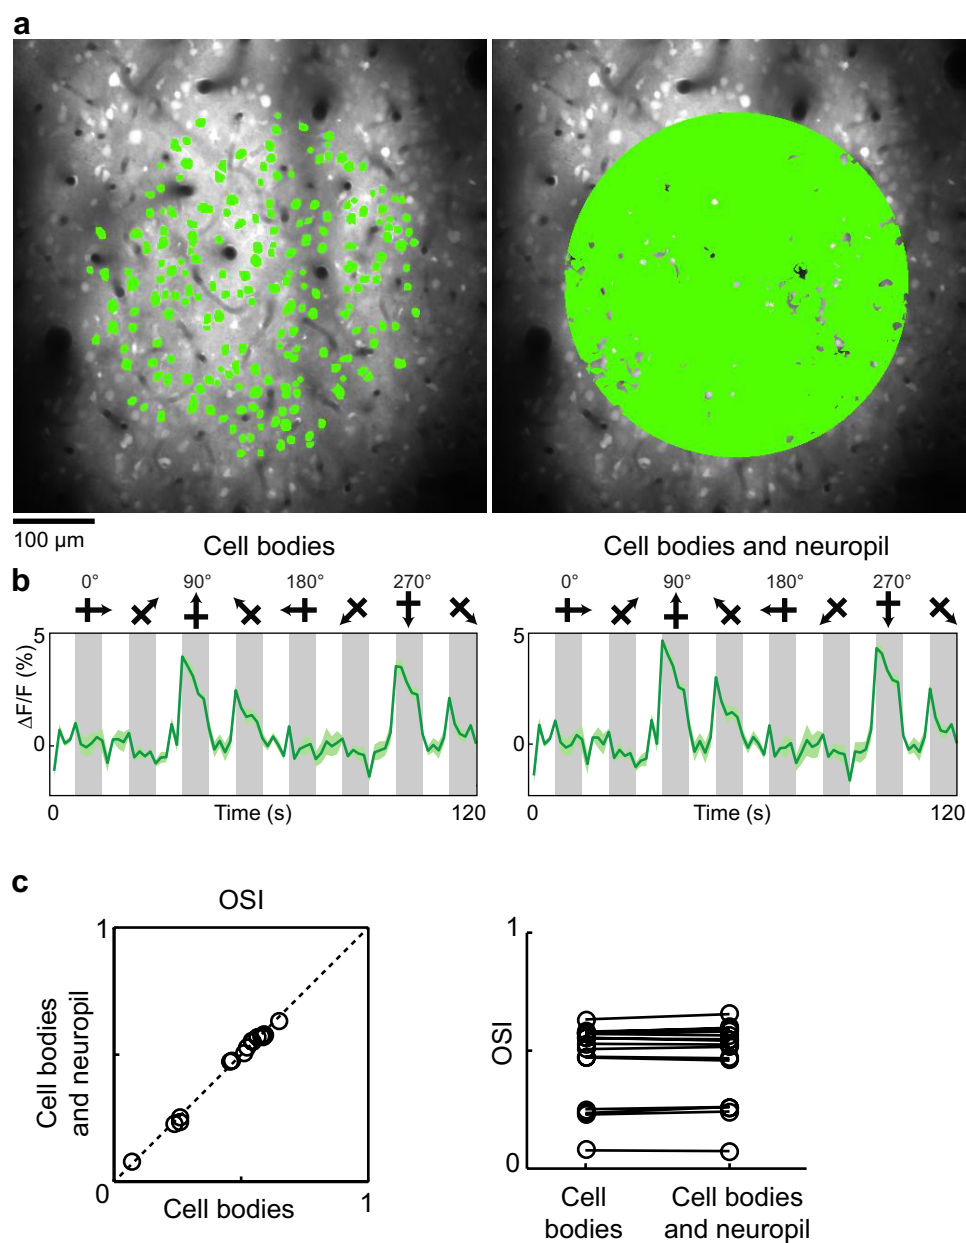 a
100 µm
Cell bodies
Cell bodies and neuropil
b
0°
90°
180°
270°
0°
90°
180°
270°
ΔF/F (%)
5
0
5
0
0
Time (s)
120
0
Time (s)
120
c
OSI
1
Cell bodies
and neuropil
0
Cell bodies
1
1
OSI
0
Cell
bodies
Cell bodies
and neuropil